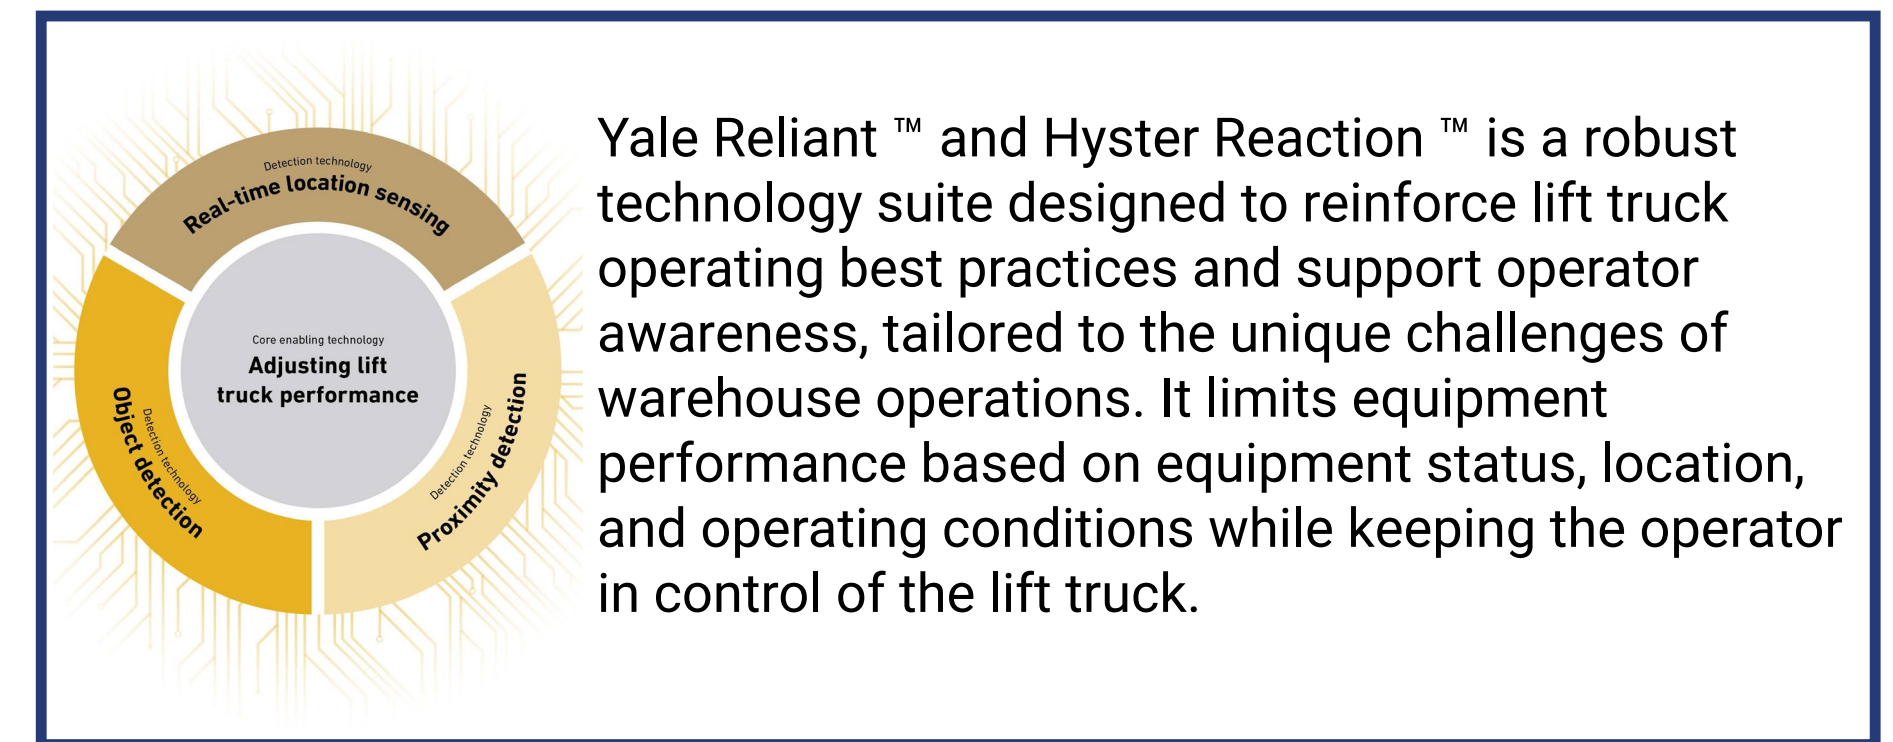 Detection technology
Real-time location sensing
Core enabling technology
Adjusting lift
truck performance
Object detection
Detection technology
Detection technology
Proximity detection
Yale Reliant ™ and Hyster Reaction ™ is a robust
technology suite designed to reinforce lift truck
operating best practices and support operator
awareness, tailored to the unique challenges of
warehouse operations. It limits equipment
performance based on equipment status, location,
and operating conditions while keeping the operator
in control of the lift truck.